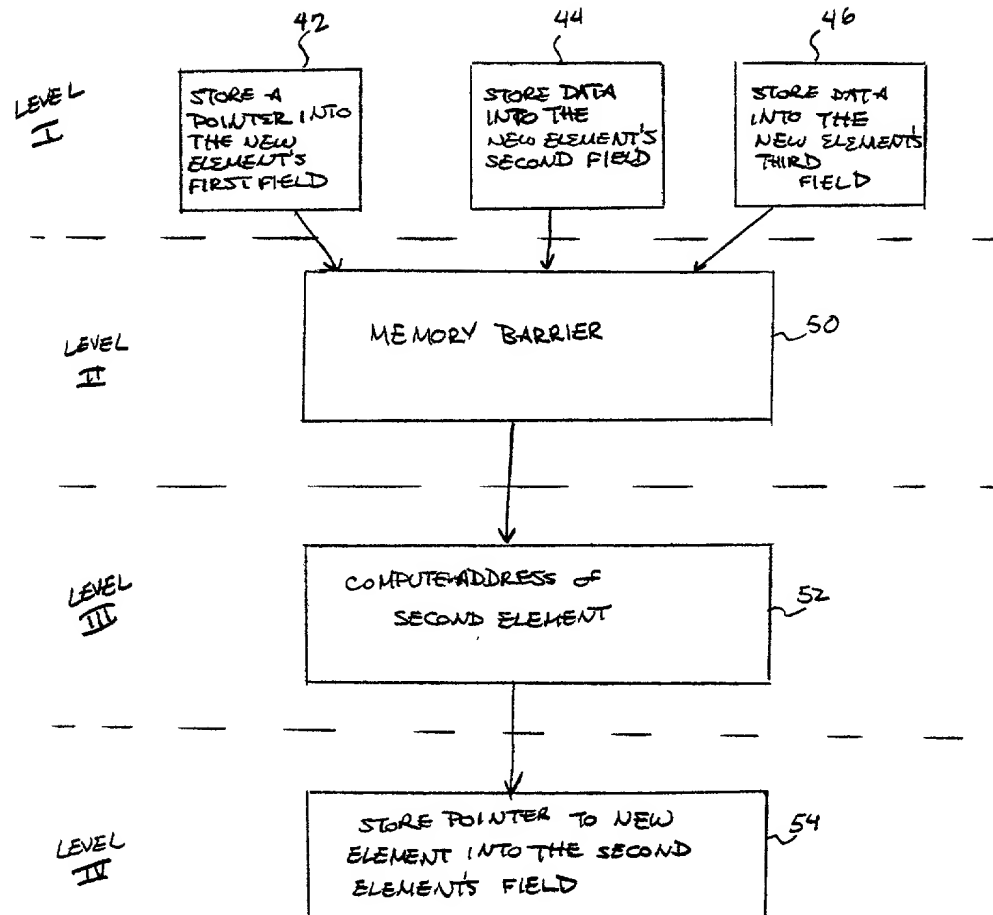 42
44
46
LEVEL
I
STORE A
POINTER INTO
THE NEW
ELEMENT'S
FIRST FIELD
STORE DATA
INTO THE
NEW ELEMENT'S
SECOND FIELD
STORE DATA
INTO THE
NEW ELEMENT'S
THIRD
FIELD
LEVEL
II
MEMORY BARRIER
50
LEVEL
III
COMPUTE ADDRESS of
SECOND ELEMENT
52
LEVEL
IV
STORE POINTER TO NEW
ELEMENT INTO THE SECOND
ELEMENT'S FIELD
54